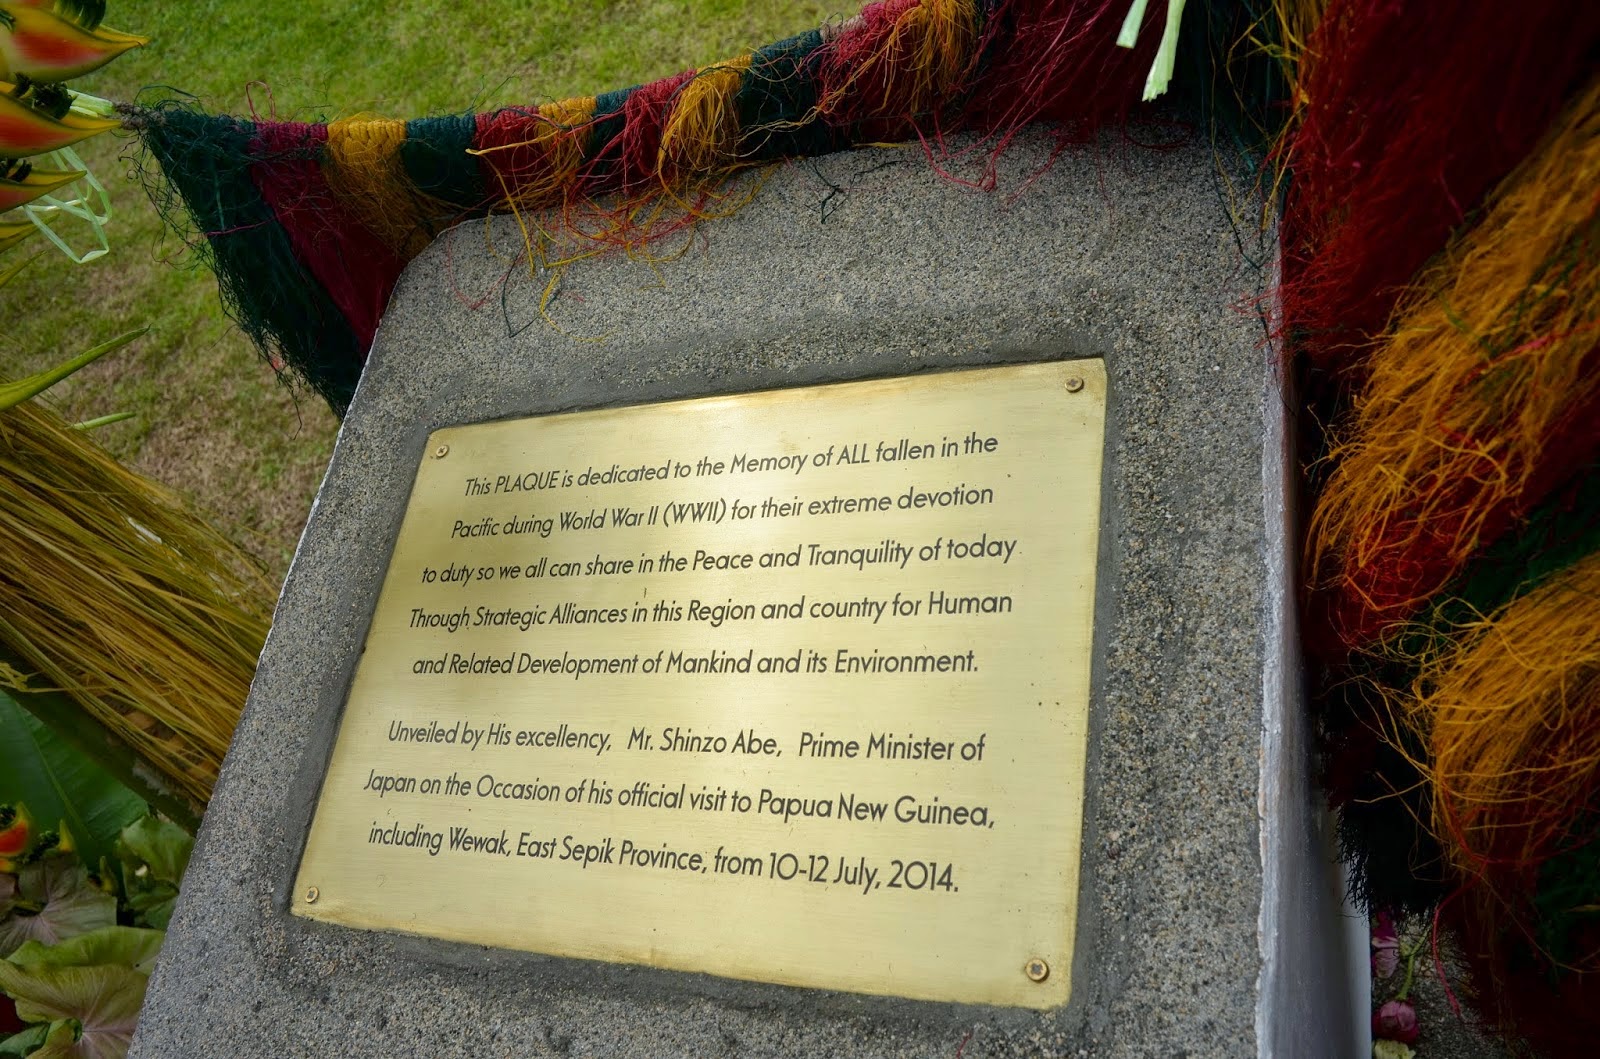 This PLAQUE is dedicated to the Memory of ALL fallen in the
Pacific during World War II (WWII) for their extreme devotion
to duty so we all can share in the Peace and Tranquility of today
Through Strategic Alliances in this Region and country for Human
and Related Development of Mankind and its Environment.
Unveiled by His excellency, Mr. Shinzo Abe, Prime Minister of
Japan on the Occasion of his official visit to Papua New Guinea,
including Wewak, East Sepik Province, from 10-12 July, 2014.